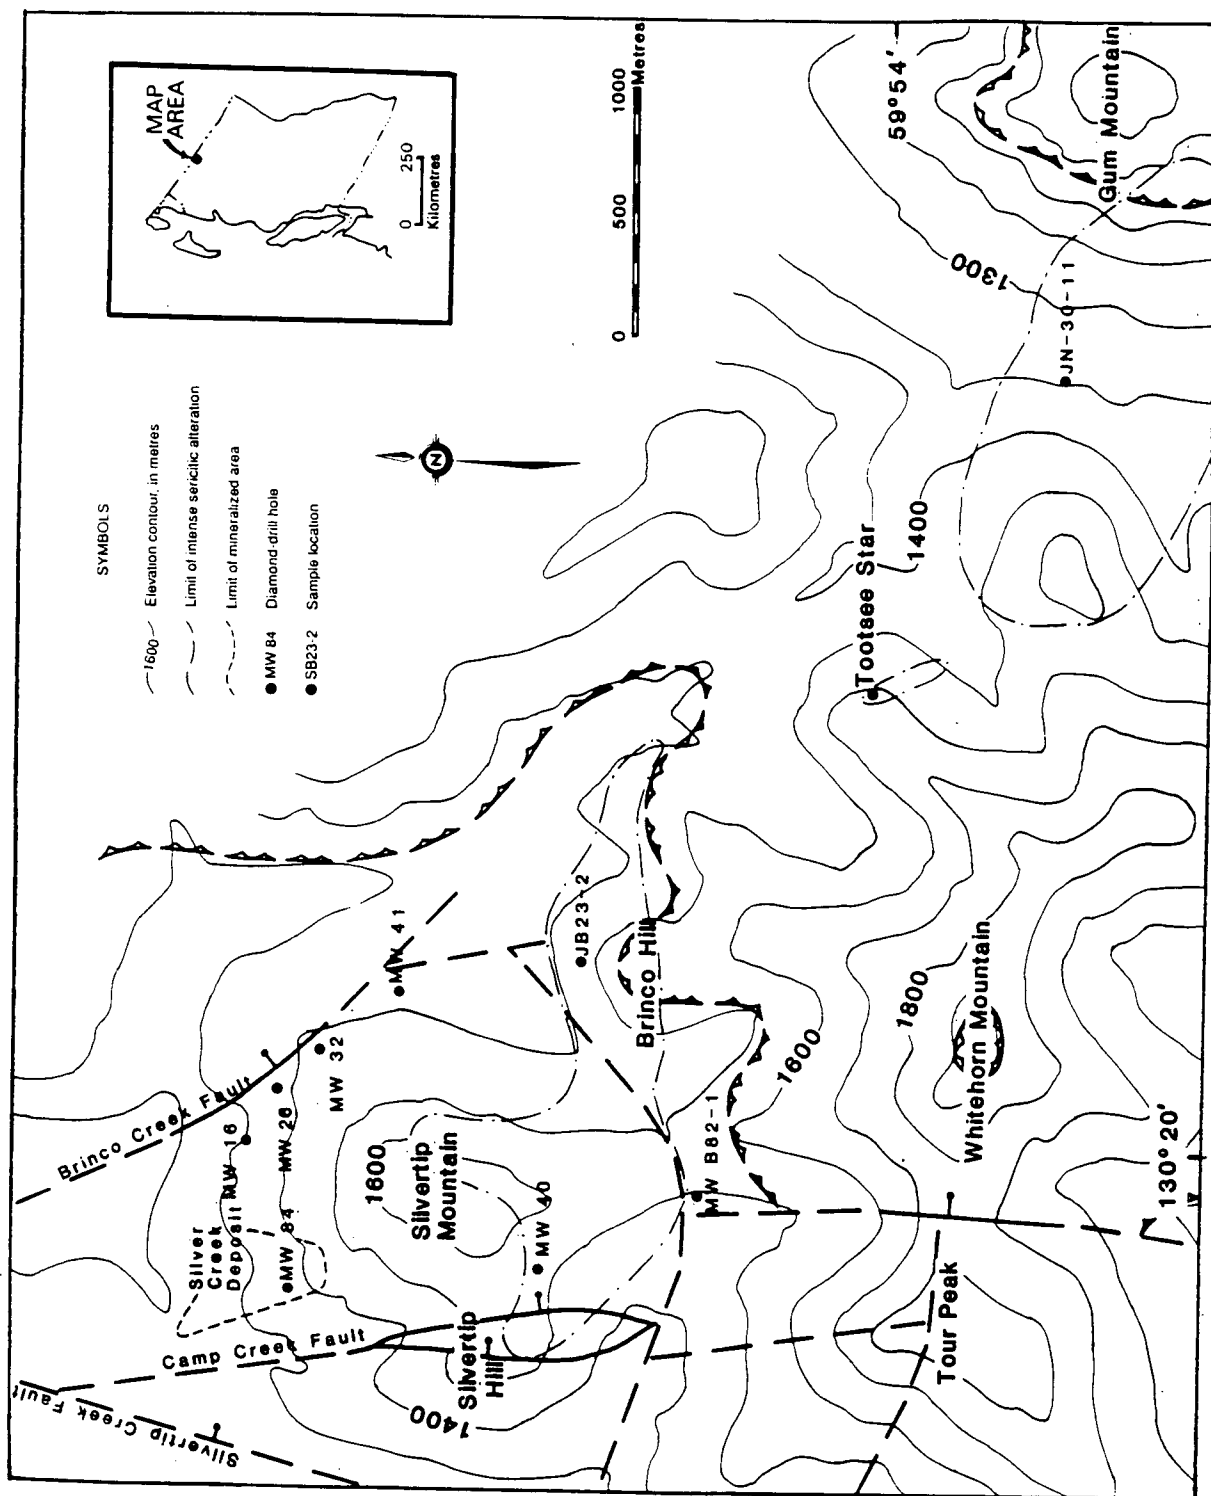 MAP
AREA
0 250
Kilometres
0 500 1000
Metres
SYMBOLS
1600 Elevation contour, in metres
Limit of intense sericitic alteration
Limit of mineralized area
MW 84 Diamond-drill hole
SB23-2 Sample location
N
59°54'
Gum Mountain
1300
JN-30-11
1400
Tootsee Star
JB23-2
Brinco Hill
MW 41
MW 32
Brinco Creek Fault
MW 26
MW 16
Silver
Creek
Deposit
MW 84
1600
Silvertip
Mountain
MW 40
MW B82-1
1600
1800
Whitehorn Mountain
130°20'
Camp Creek Fault
Silvertip
Hill
1400
Silvertip Creek Fault
Tour Peak